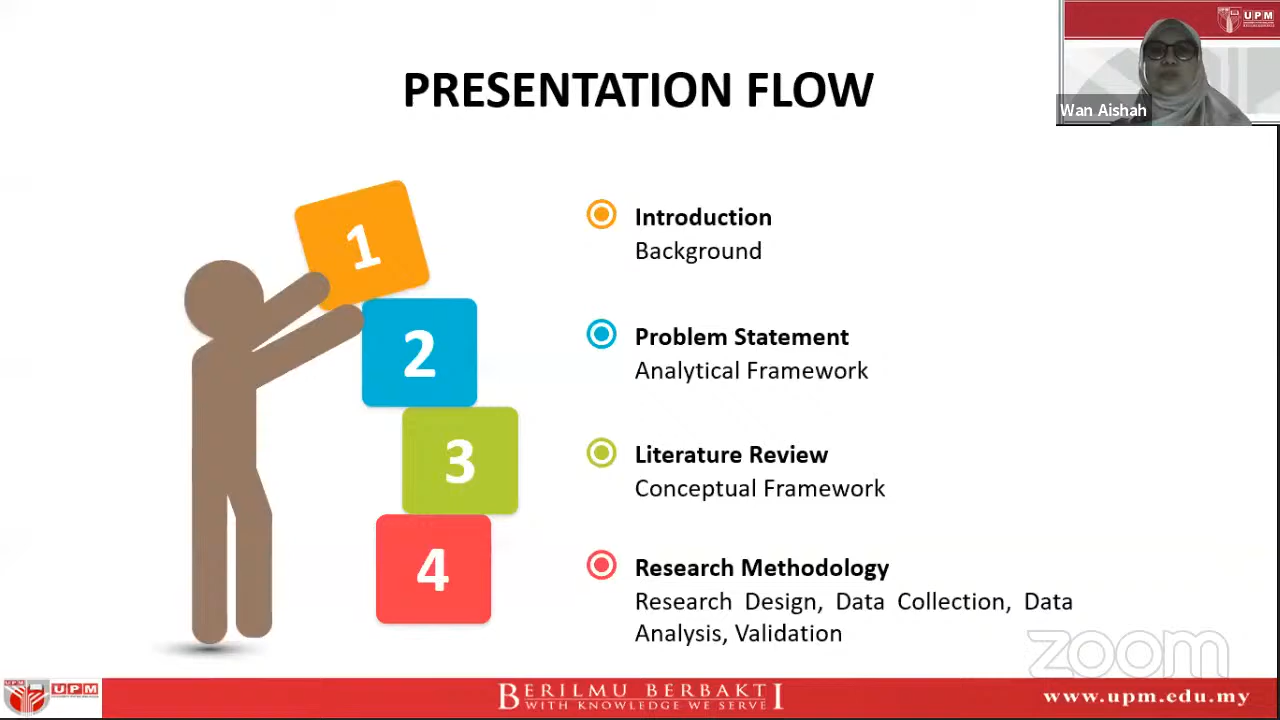 UPM
Wan Aishah
PRESENTATION FLOW
1
Introduction
Background
2
Problem Statement
Analytical Framework
3
Literature Review
Conceptual Framework
4
Research Methodology
Research Design, Data Collection, Data
Analysis, Validation
zoom
UPM
BERILMU BERBAKTI
WITH KNOWLEDGE WE SERVE
www.upm.edu.my